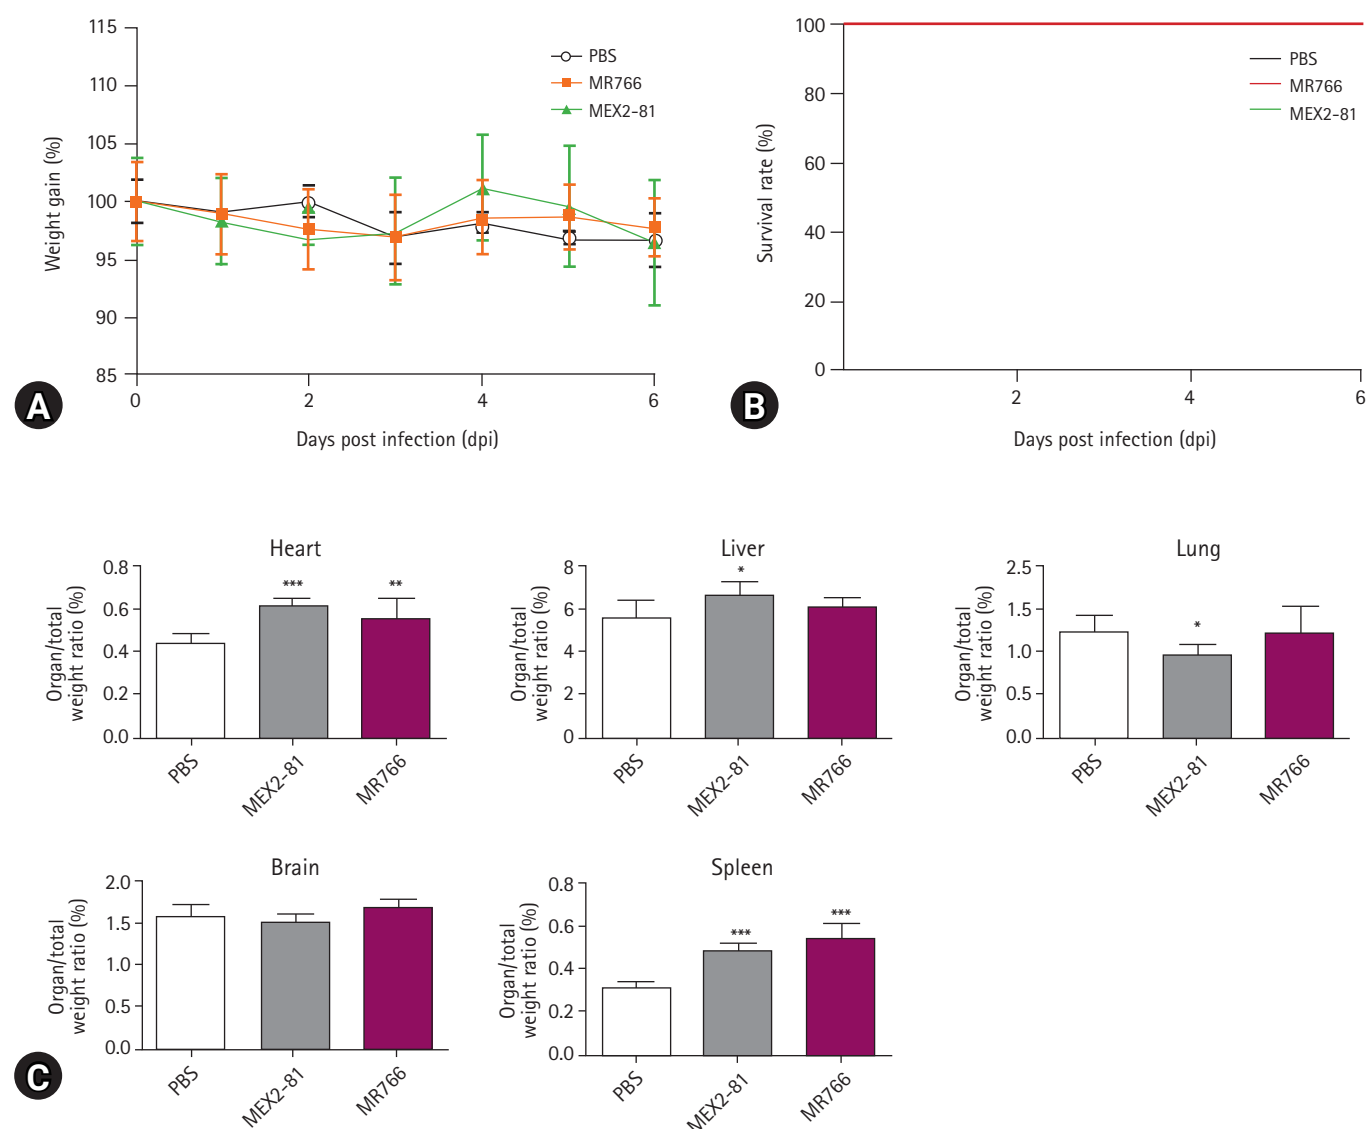 115
110
105
100
95
90
85
Weight gain (%)
PBS
MR766
MEX2-81
0
2
4
6
Days post infection (dpi)
A
100
80
60
40
20
0
Survival rate (%)
PBS
MR766
MEX2-81
2
4
6
Days post infection (dpi)
B
Heart
0.8
0.6
0.4
0.2
0.0
Organ/total
weight ratio (%)
***
**
PBS
MEX2-81
MR766
Liver
8
6
4
2
0
Organ/total
weight ratio (%)
*
PBS
MEX2-81
MR766
Lung
2.5
1.5
1.0
0.5
0.0
Organ/total
weight ratio (%)
*
PBS
MEX2-81
MR766
Brain
2.0
1.5
1.0
0.5
0.0
Organ/total
weight ratio (%)
PBS
MEX2-81
MR766
Spleen
0.8
0.6
0.4
0.2
0.0
Organ/total
weight ratio (%)
***
***
PBS
MEX2-81
MR766
C